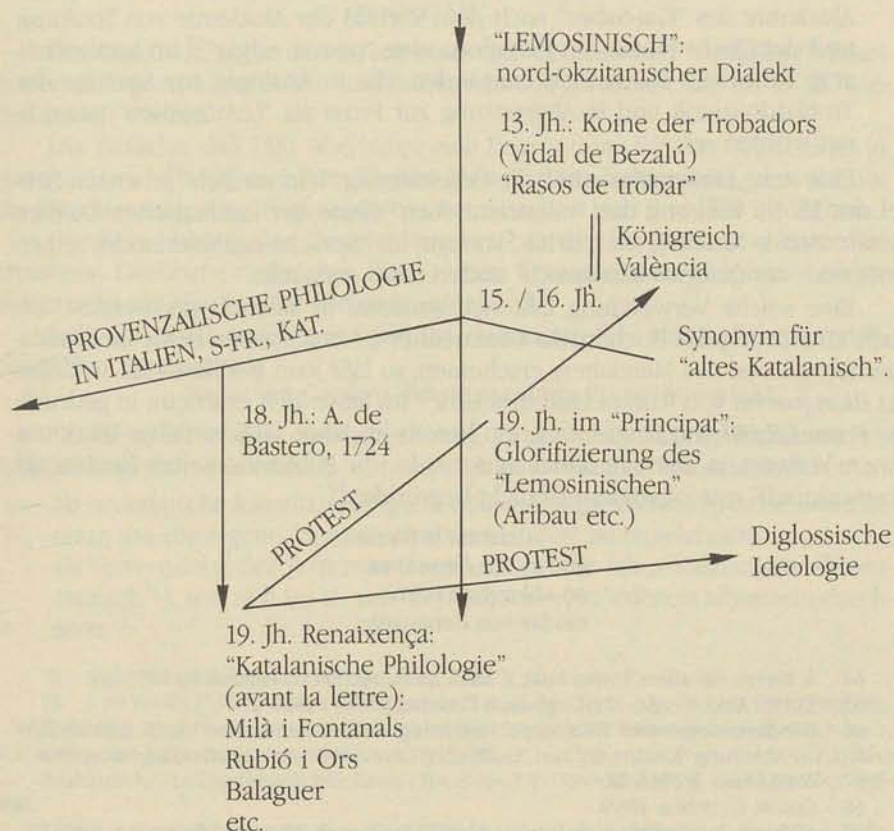 "LEMOSINISCH":
nord-okzitanischer Dialekt
13. Jh.: Koine der Trobadors
(Vidal de Bezalú)
"Rasos de trobar"
Königreich
València
PROVENZALISCHE PHILOLOGIE
IN ITALIEN, S-FR., KAT.
15. / 16. Jh.
Synonym für
"altes Katalanisch".
18. Jh.: A. de
Bastero, 1724
19. Jh. im "Principat":
Glorifizierung des
"Lemosinischen"
(Aribau etc.)
PROTEST
PROTEST
Diglossische
Ideologie
19. Jh. Renaixença:
"Katalanische Philologie"
(avant la lettre):
Milà i Fontanals
Rubió i Ors
Balaguer
etc.